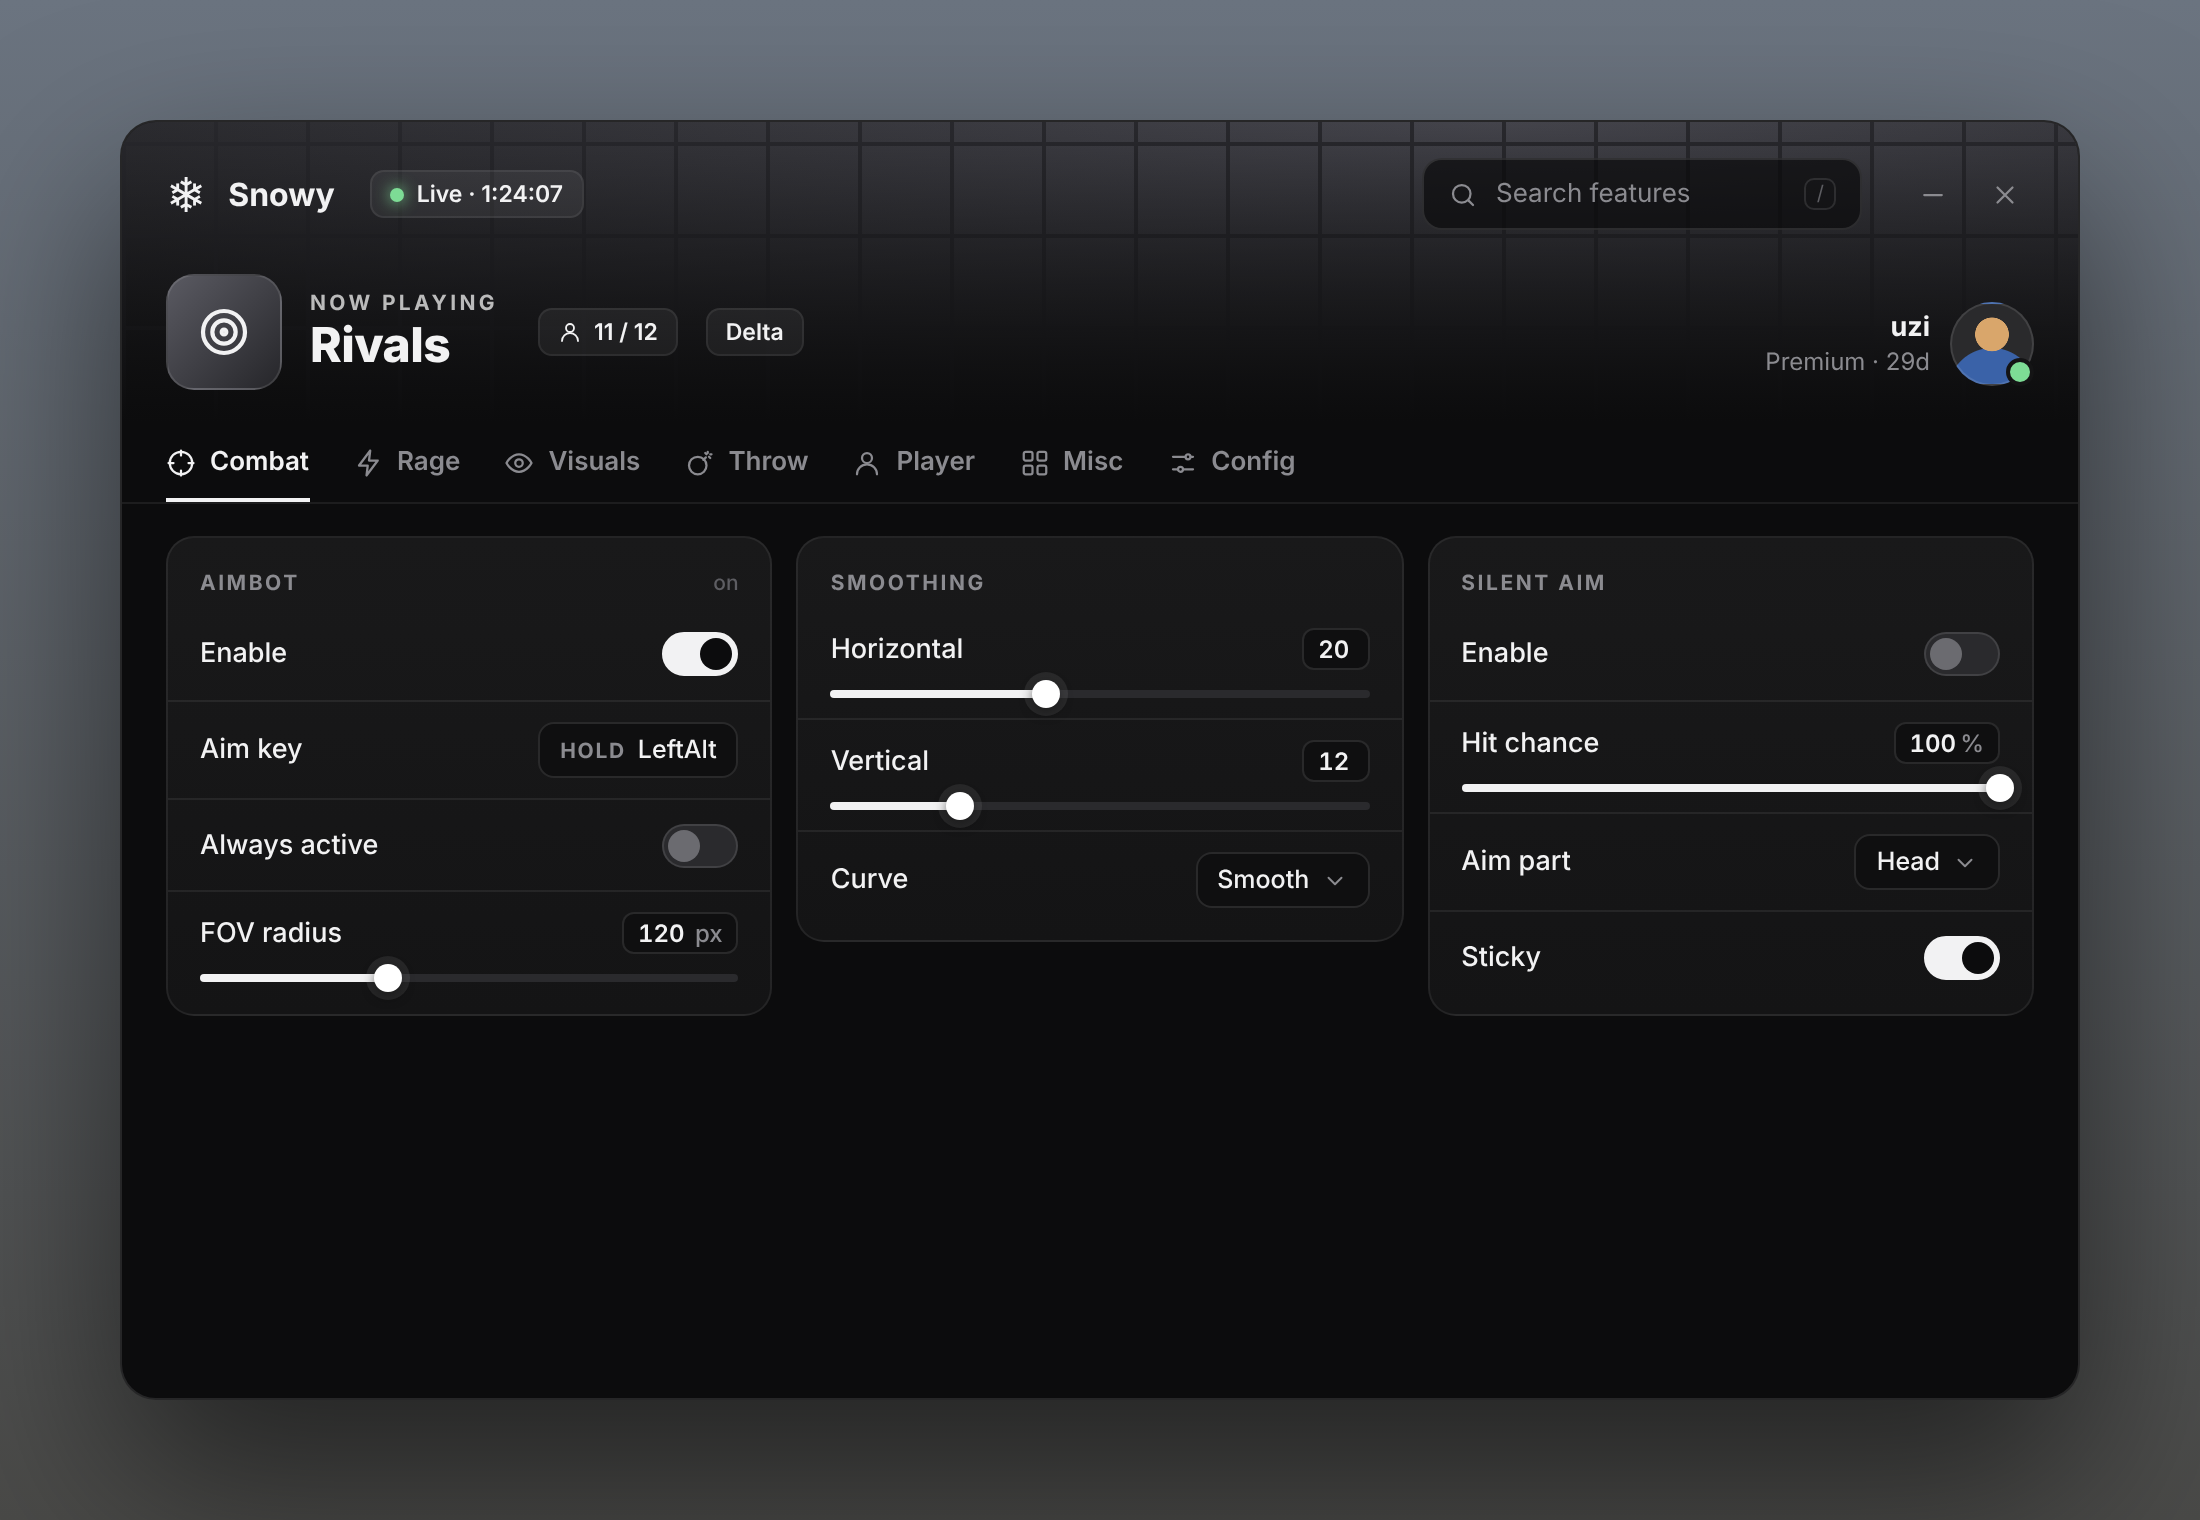 Snowy
Live · 1:24:07
Search features
/
NOW PLAYING
Rivals
11 / 12
Delta
uzi
Premium · 29d
Combat
Rage
Visuals
Throw
Player
Misc
Config
AIMBOT
on
Enable
Aim key
HOLD LeftAlt
Always active
FOV radius
120 px
SMOOTHING
Horizontal
20
Vertical
12
Curve
Smooth
SILENT AIM
Enable
Hit chance
100 %
Aim part
Head
Sticky